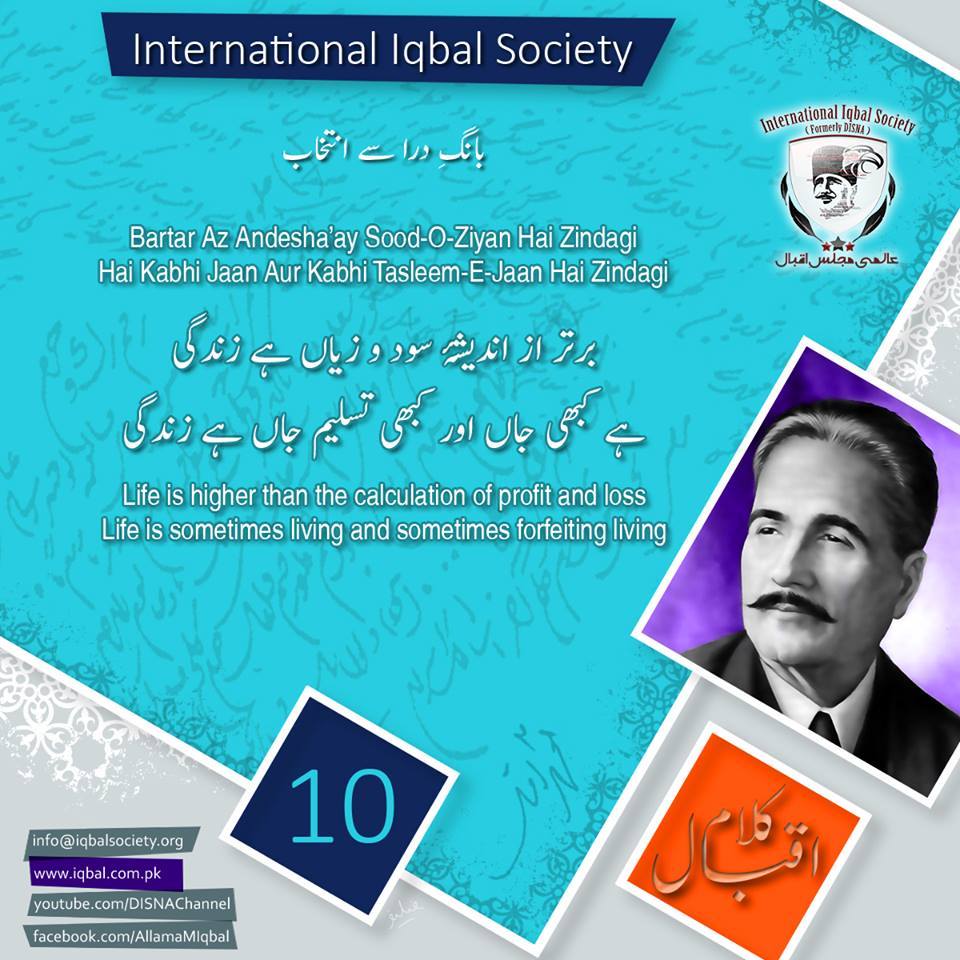 International Iqbal Society
International Iqbal Society
( Formerly DISNA )
عالمی مجلس اقبال
بانگِ درا سے انتخاب
Bartar Az Andesha’ay Sood-O-Ziyan Hai Zindagi
Hai Kabhi Jaan Aur Kabhi Tasleem-E-Jaan Hai Zindagi
برتر از اندیشۂ سود و زیاں ہے زندگی
ہے کبھی جاں اور کبھی تسلیم جاں ہے زندگی
Life is higher than the calculation of profit and loss
Life is sometimes living and sometimes forfeiting living
10
کلام
اقبال
info@iqbalsociety.org
www.iqbal.com.pk
youtube.com/DISNAChannel
facebook.com/AllamaMIqbal